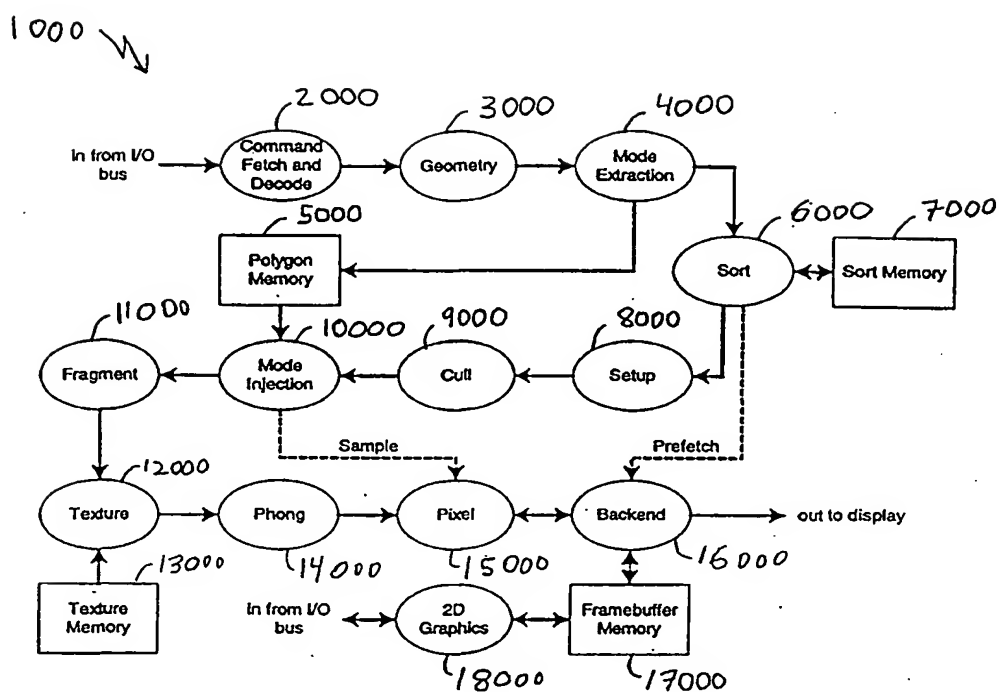 1000
2000
3000
4000
In from I/O
bus
Command
Fetch and
Decode
Geometry
Mode
Extraction
5000
6000
7000
Polygon
Memory
Sort
Sort Memory
11000
10000
9000
8000
Fragment
Mode
Injection
Cull
Setup
Sample
Prefetch
12000
Texture
Phong
Pixel
Backend
out to display
13000
14000
15000
16000
Texture
Memory
In from I/O
bus
2D
Graphics
Framebuffer
Memory
18000
17000